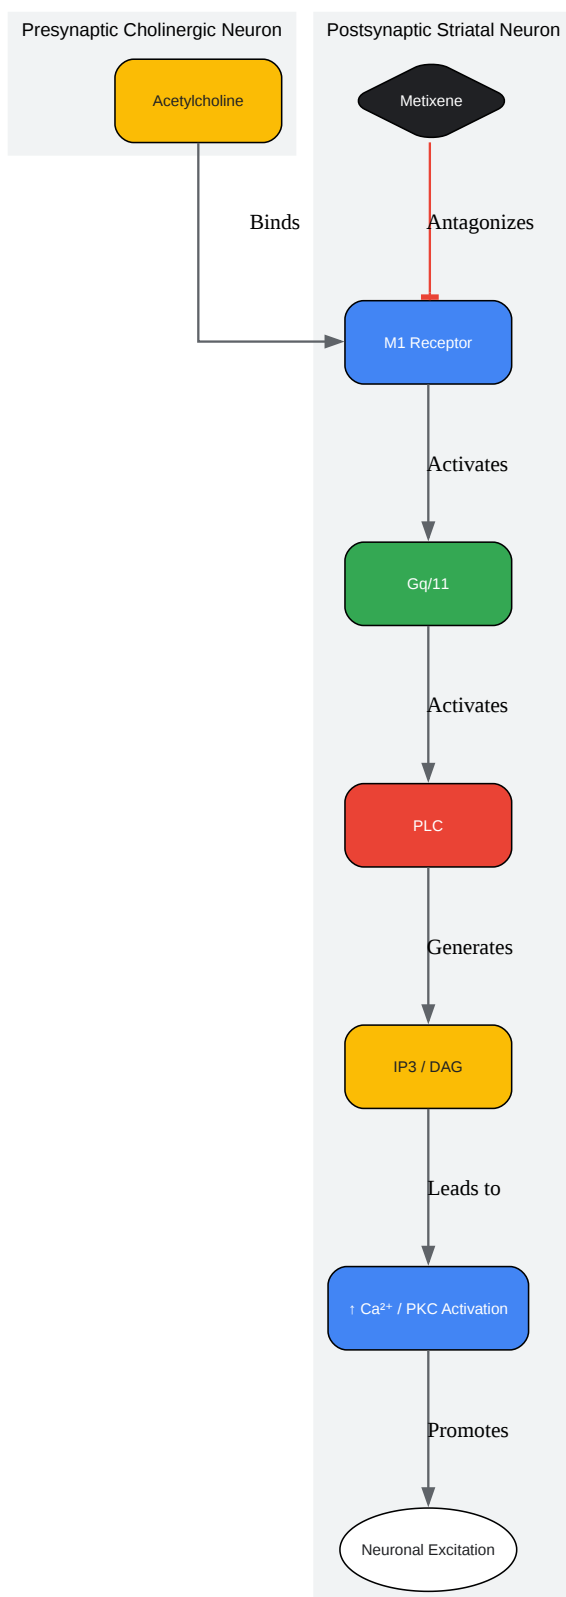 Presynaptic Cholinergic Neuron
Postsynaptic Striatal Neuron
Acetylcholine
Metixene
Binds
Antagonizes
M1 Receptor
Activates
Gq/11
Activates
PLC
Generates
IP3 / DAG
Leads to
↑ Ca²⁺ / PKC Activation
Promotes
Neuronal Excitation